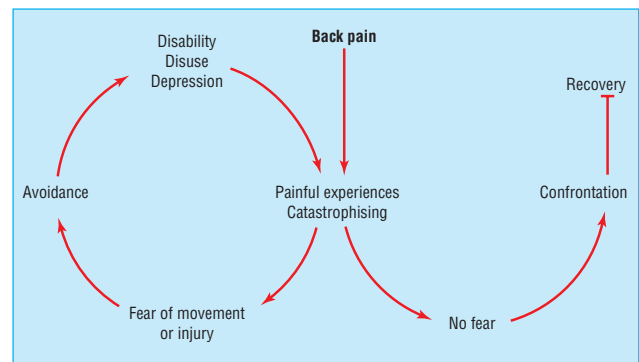 Back pain
Disability
Disuse
Depression
Recovery
Avoidance
Painful experiences
Catastrophising
Confrontation
Fear of movement
or injury
No fear